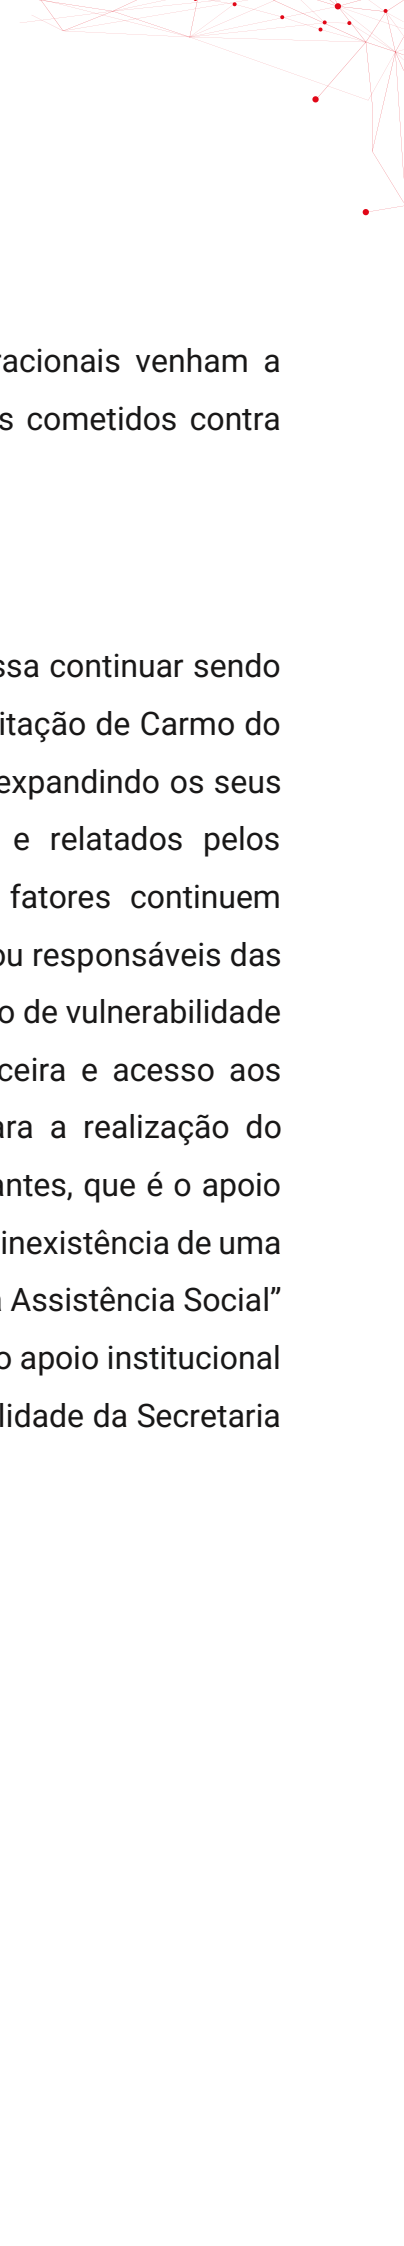 racionais venham a
s cometidos contra
ssa continuar sendo
itação de Carmo do
expandindo os seus
e relatados pelos
fatores continuem
ou responsáveis das
o de vulnerabilidade
ceira e acesso aos
ara a realização do
antes, que é o apoio
inexistência de uma
a Assistência Social”
o apoio institucional
lidade da Secretaria